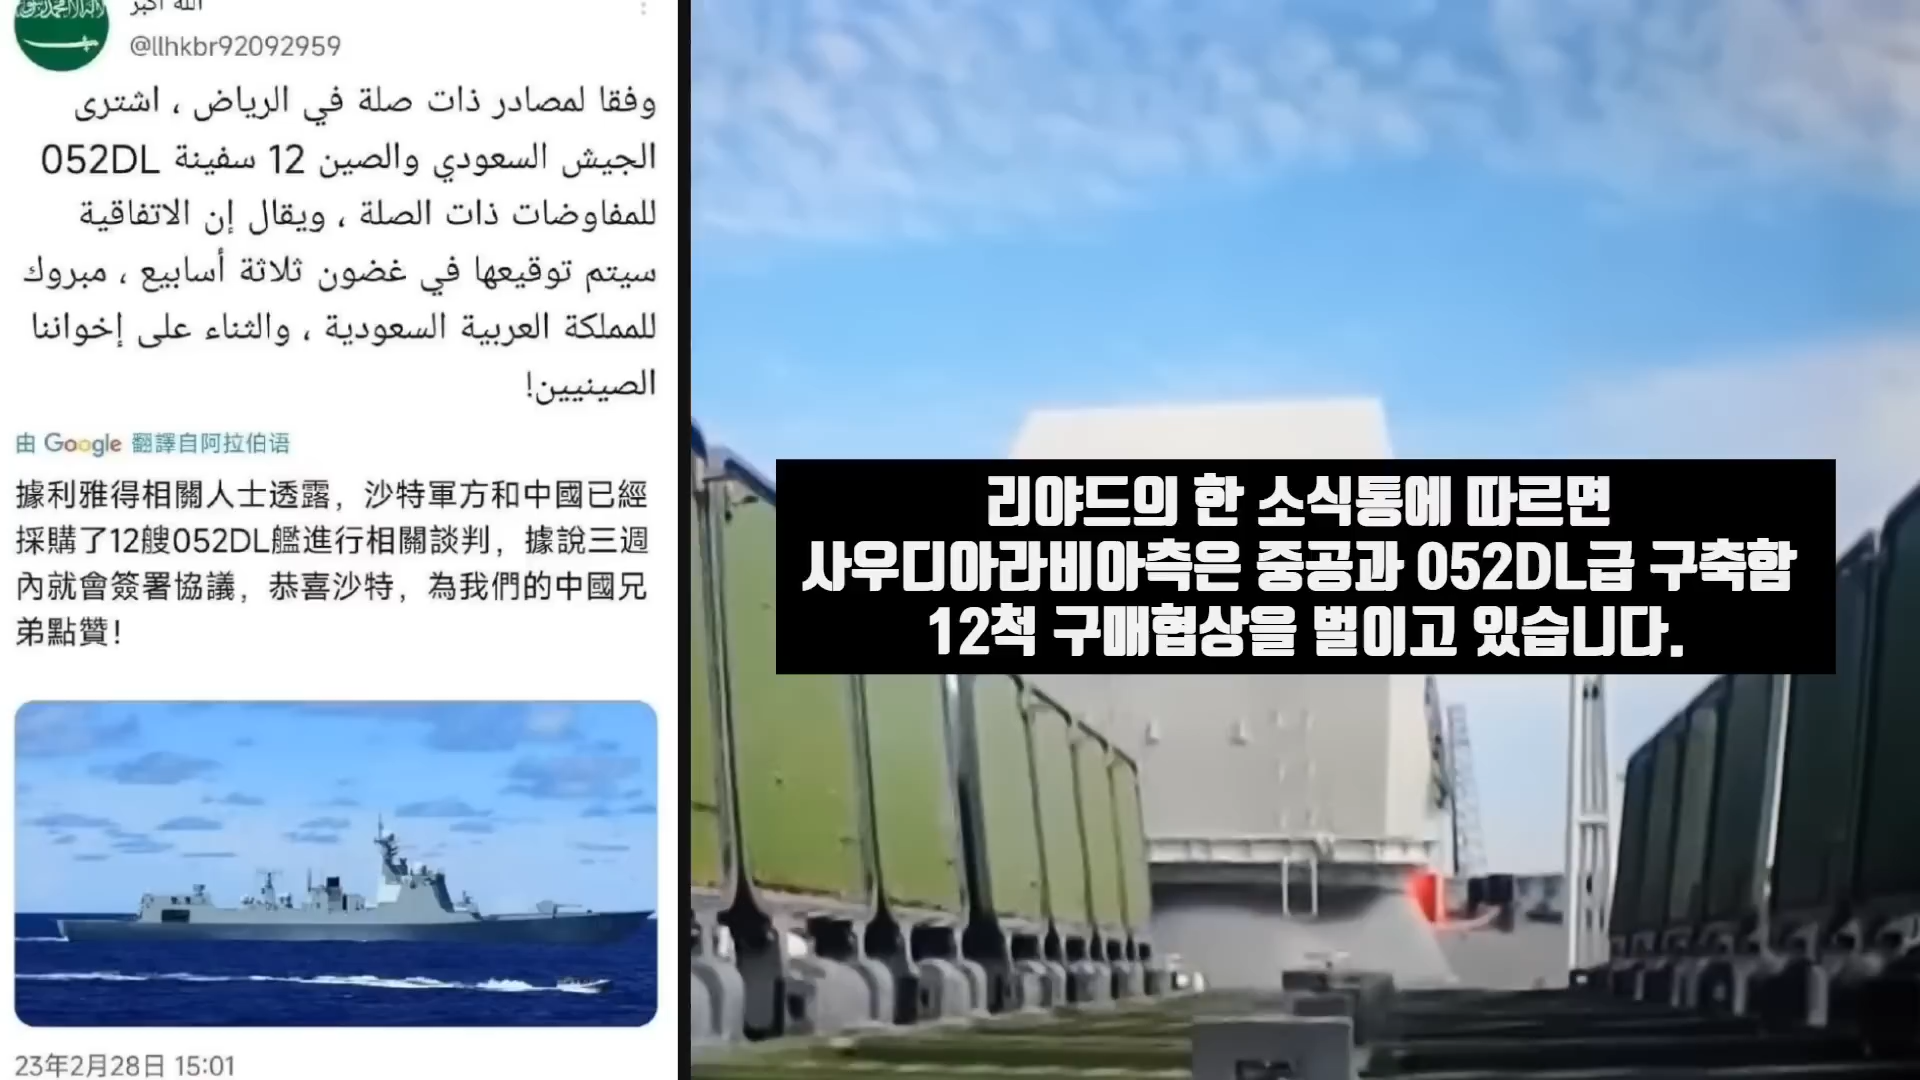 الله أكبر
@llhkbr92092959
وفقا لمصادر ذات صلة في الرياض ، اشترى
الجيش السعودي والصين 12 سفينة 052DL
للمفاوضات ذات الصلة ، ويقال إن الاتفاقية
سيتم توقيعها في غضون ثلاثة أسابيع ، مبروك
للمملكة العربية السعودية ، والثناء على إخواننا
الصينيين!
由 Google 翻譯自阿拉伯语
據利雅得相關人士透露，沙特軍方和中國已經
採購了12艘052DL艦進行相關談判，據說三週
內就會簽署協議，恭喜沙特，為我們的中國兄
弟點贊！
23年2月28日 15:01
리야드의 한 소식통에 따르면
사우디아라비아측은 중공과 052DL급 구축함
12척 구매협상을 벌이고 있습니다.